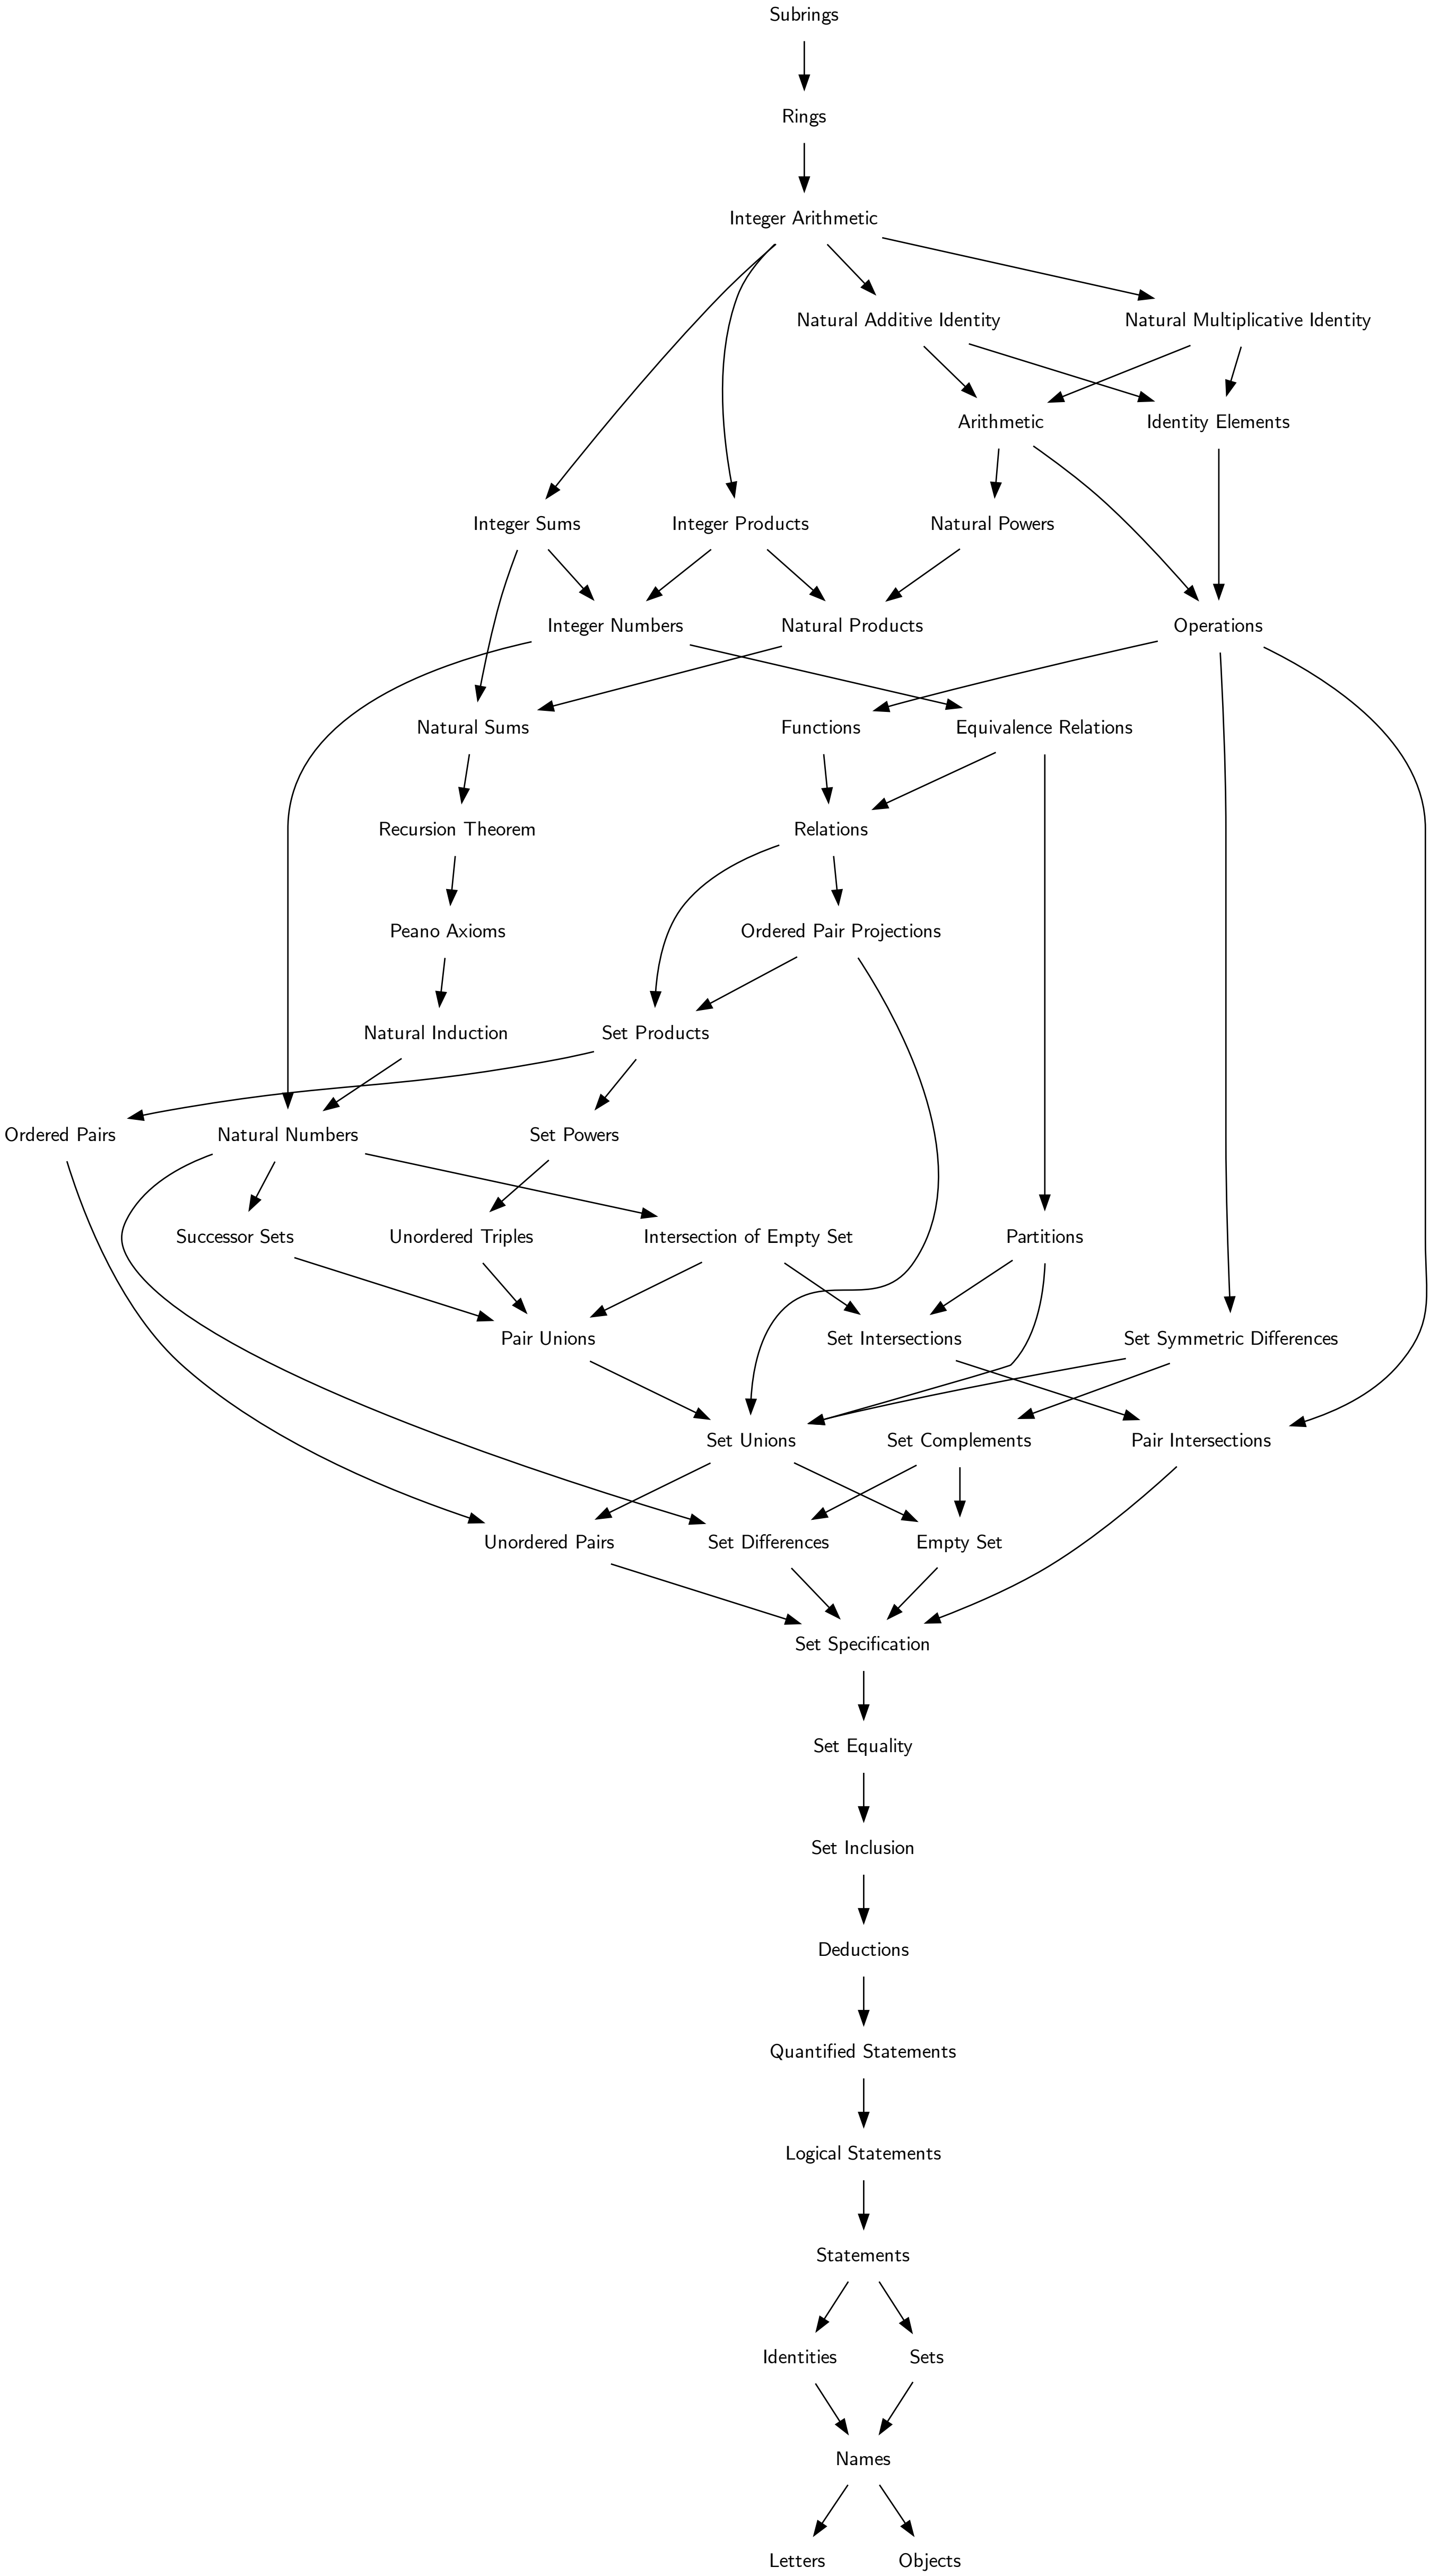 Subrings
Rings
Integer Arithmetic
Natural Additive Identity
Natural Multiplicative Identity
Arithmetic
Identity Elements
Integer Sums
Integer Products
Natural Powers
Integer Numbers
Natural Products
Operations
Natural Sums
Functions
Equivalence Relations
Recursion Theorem
Relations
Peano Axioms
Ordered Pair Projections
Natural Induction
Set Products
Ordered Pairs
Natural Numbers
Set Powers
Successor Sets
Unordered Triples
Intersection of Empty Set
Partitions
Pair Unions
Set Intersections
Set Symmetric Differences
Set Unions
Set Complements
Pair Intersections
Unordered Pairs
Set Differences
Empty Set
Set Specification
Set Equality
Set Inclusion
Deductions
Quantified Statements
Logical Statements
Statements
Identities
Sets
Names
Letters
Objects